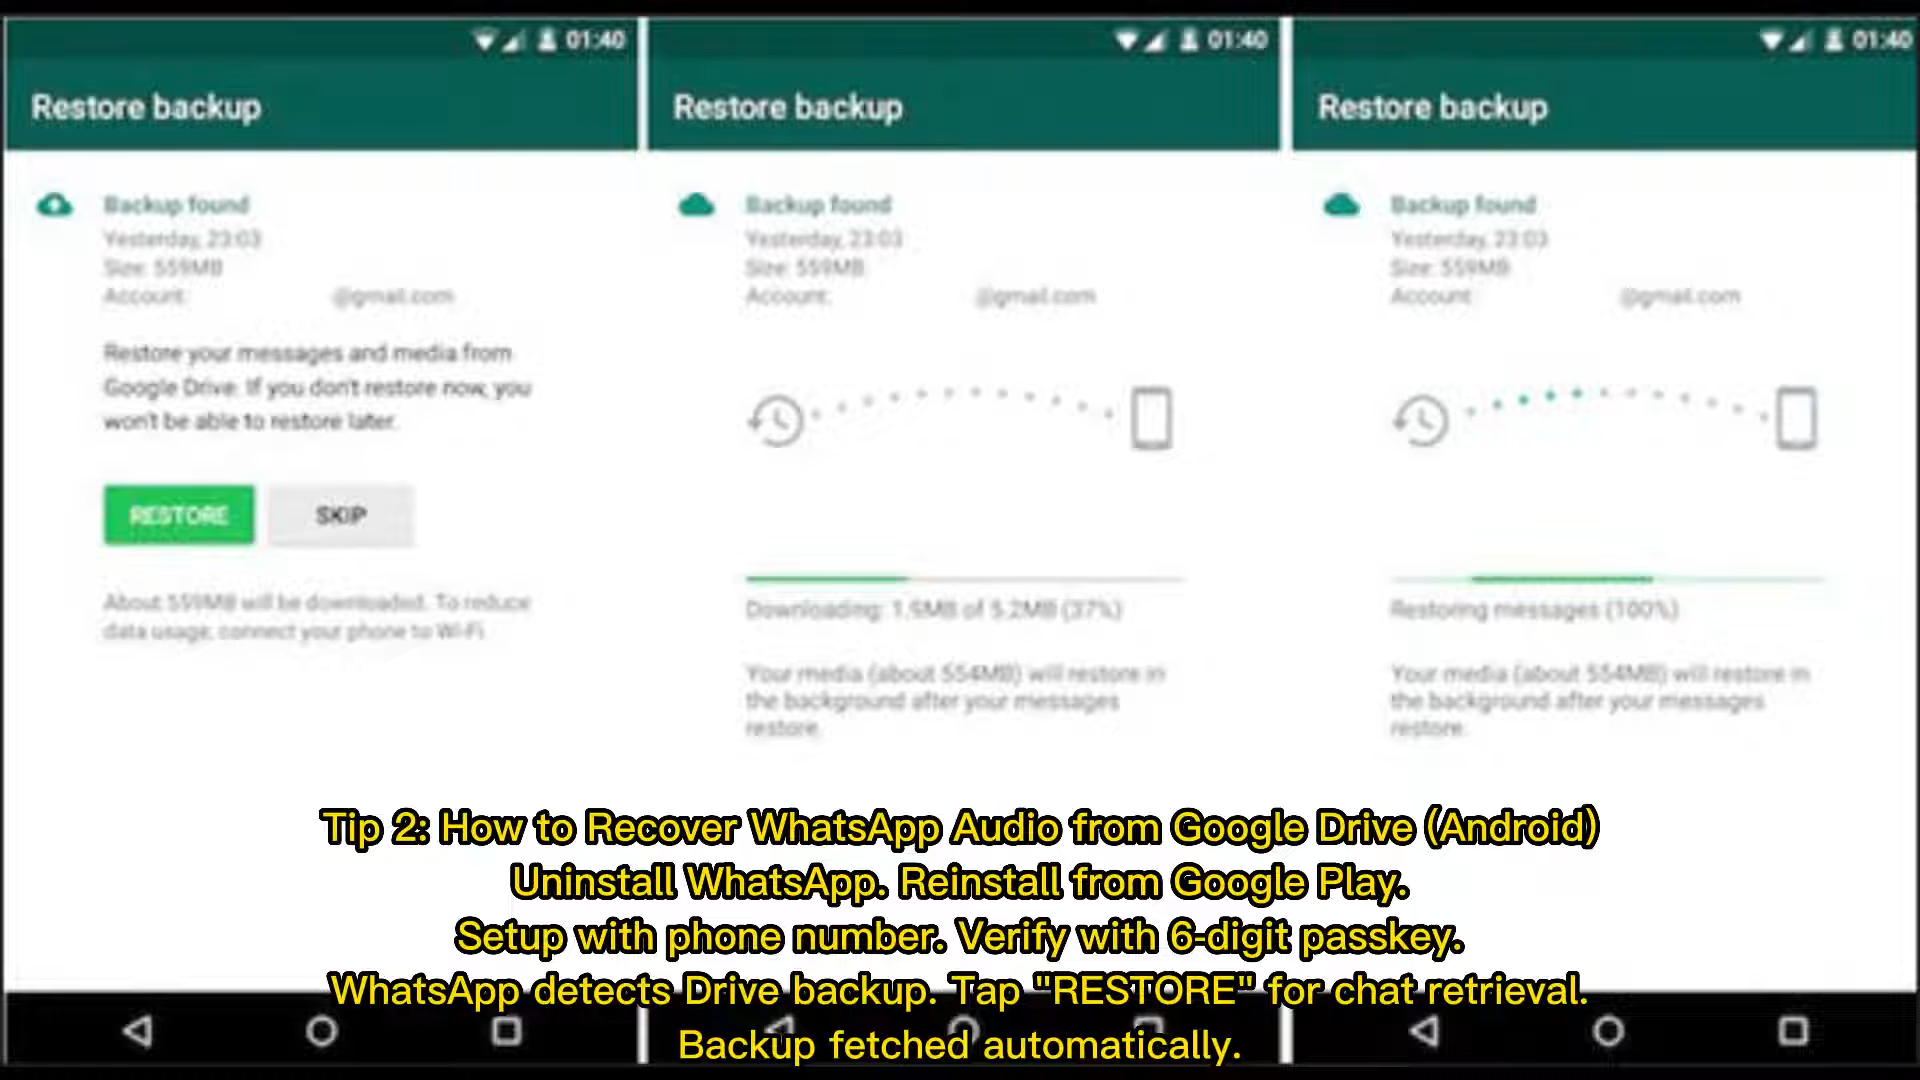 01:40
Restore backup
Backup found
Yesterday, 23:03
Size: 559MB
Account: @gmail.com
Restore your messages and media from
Google Drive. If you don't restore now, you
won't be able to restore later.
RESTORE SKIP
About 559MB will be downloaded. To reduce
data usage, connect your phone to Wi-Fi.
01:40
Restore backup
Backup found
Yesterday, 23:03
Size: 559MB
Account: @gmail.com
Downloading: 1.9MB of 5.2MB (37%)
Your media (about 554MB) will restore in
the background after your messages
restore.
01:40
Restore backup
Backup found
Yesterday, 23:03
Size: 559MB
Account: @gmail.com
Restoring messages (100%)
Your media (about 554MB) will restore in
the background after your messages
restore.
Tip 2: How to Recover WhatsApp Audio from Google Drive (Android)
Uninstall WhatsApp. Reinstall from Google Play.
Setup with phone number. Verify with 6-digit passkey.
WhatsApp detects Drive backup. Tap "RESTORE" for chat retrieval.
Backup fetched automatically.